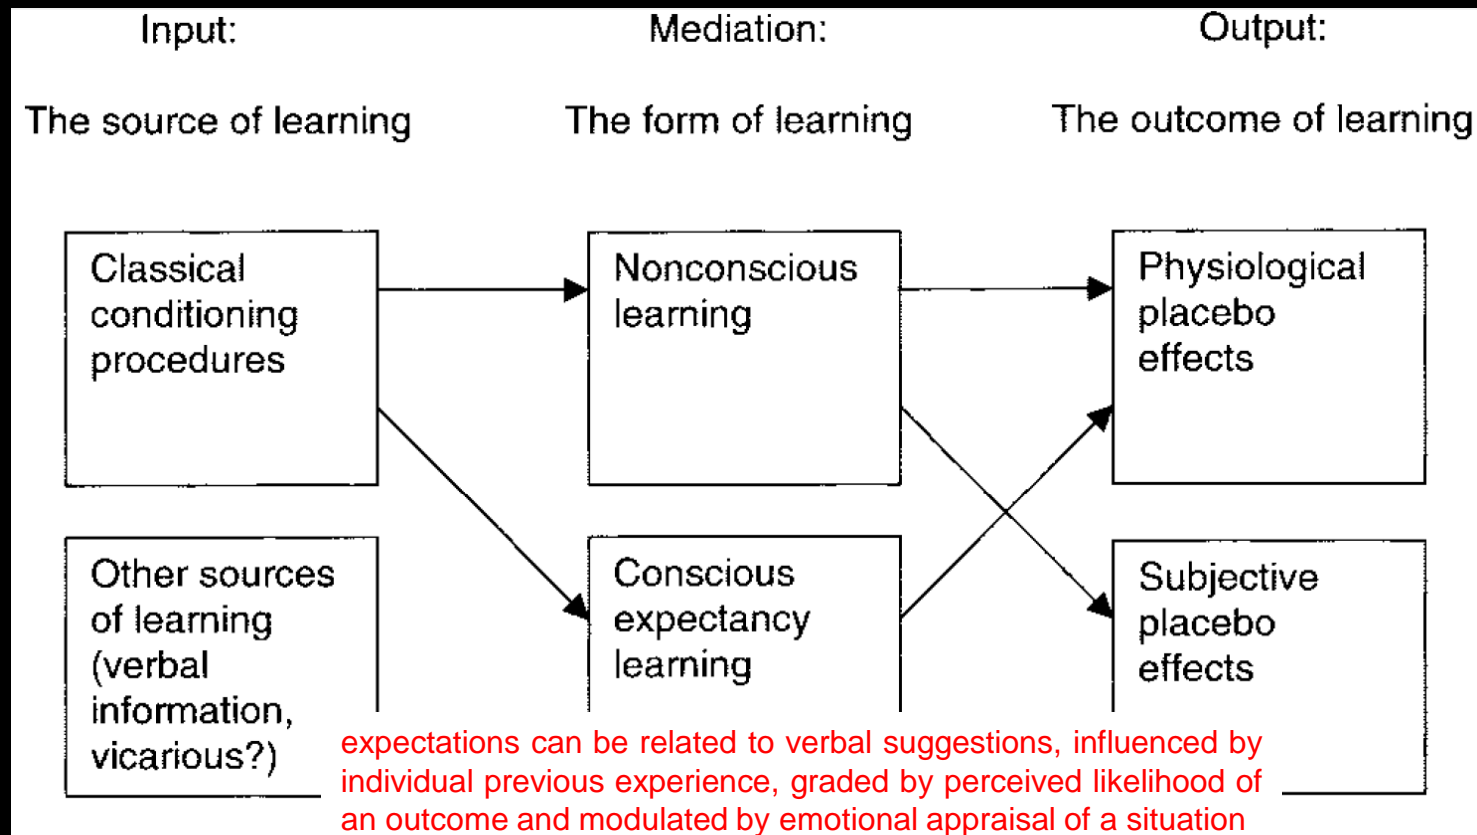 Input:
The source of learning
Mediation:
The form of learning
Output:
The outcome of learning
Classical
conditioning
procedures
Nonconscious
learning
Physiological
placebo
effects
Other sources
of learning
(verbal
information,
vicarious?)
Conscious
expectancy
learning
Subjective
placebo
effects
expectations can be related to verbal suggestions, influenced by
individual previous experience, graded by perceived likelihood of
an outcome and modulated by emotional appraisal of a situation